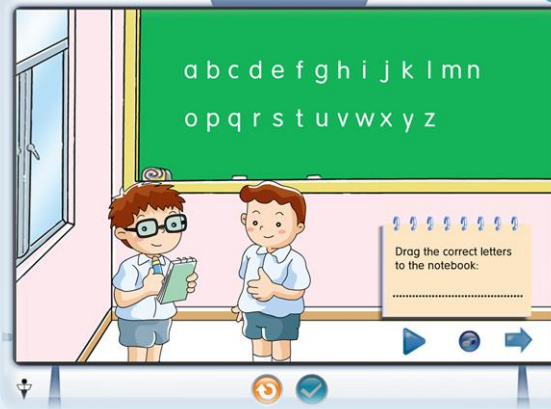 a b c d e f g h i j k l m n
o p q r s t u v w x y z
Drag the correct letters
to the notebook: